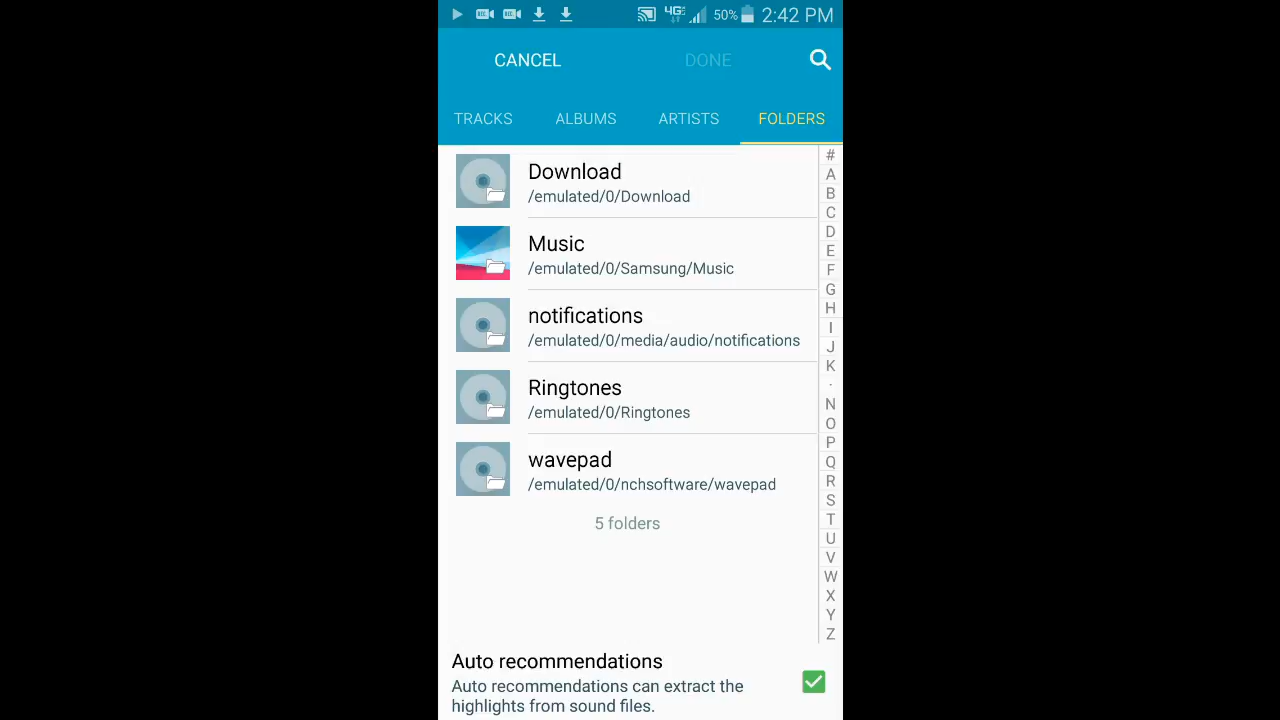 50% 2:42 PM
CANCEL DONE
TRACKS ALBUMS ARTISTS FOLDERS
Download
/emulated/0/Download
Music
/emulated/0/Samsung/Music
notifications
/emulated/0/media/audio/notifications
Ringtones
/emulated/0/Ringtones
wavepad
/emulated/0/nchsoftware/wavepad
5 folders
#
A
B
C
D
E
F
G
H
I
J
K
·
N
O
P
Q
R
S
T
U
V
W
X
Y
Z
Auto recommendations
Auto recommendations can extract the
highlights from sound files.